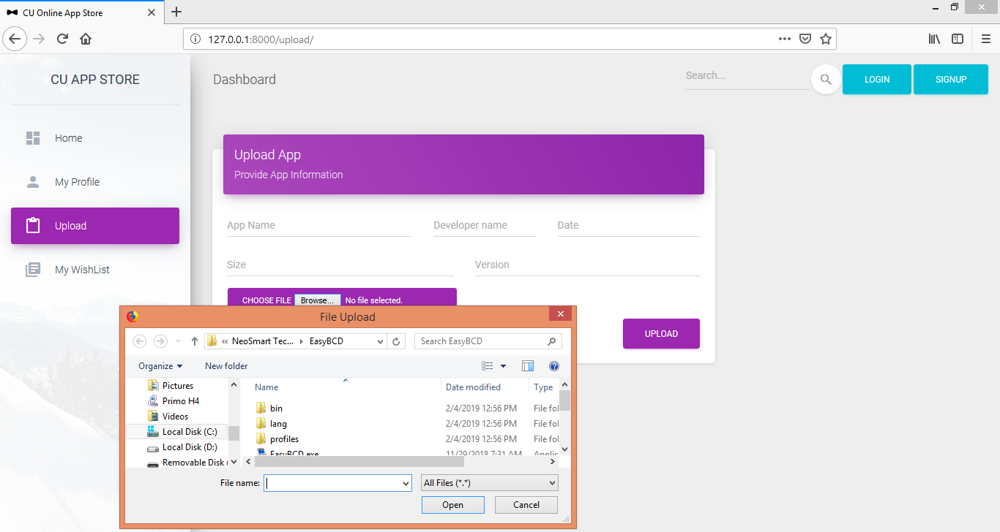 CU Online App Store
127.0.0.1:8000/upload/
CU APP STORE
Dashboard
Search...
LOGIN
SIGNUP
Home
My Profile
Upload
My WishList
Upload App
Provide App Information
App Name
Developer name
Date
Size
Version
CHOOSE FILE Browse... No file selected.
UPLOAD
File Upload
« NeoSmart Tec... EasyBCD
Search EasyBCD
Organize
New folder
Pictures
Primo H4
Videos
Local Disk (C:)
Local Disk (D:)
Removable Disk (
Name Date modified Type
bin 2/4/2019 12:56 PM File fol
lang 2/4/2019 12:56 PM File fol
profiles 2/4/2019 12:56 PM File fol
EasyBCD.exe 11/29/2018 7:31 AM Applic
File name:
All Files (*.*)
Open
Cancel